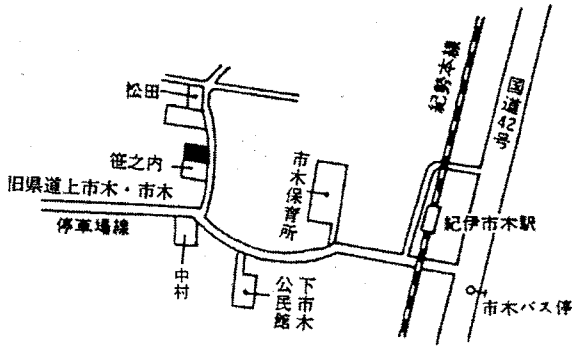 松田
紀勢本線
國道42号
笹之内
市木保育所
旧県道上市木・市木
停車場線
紀伊市木駅
中村
下市木
公民館
市木バス停